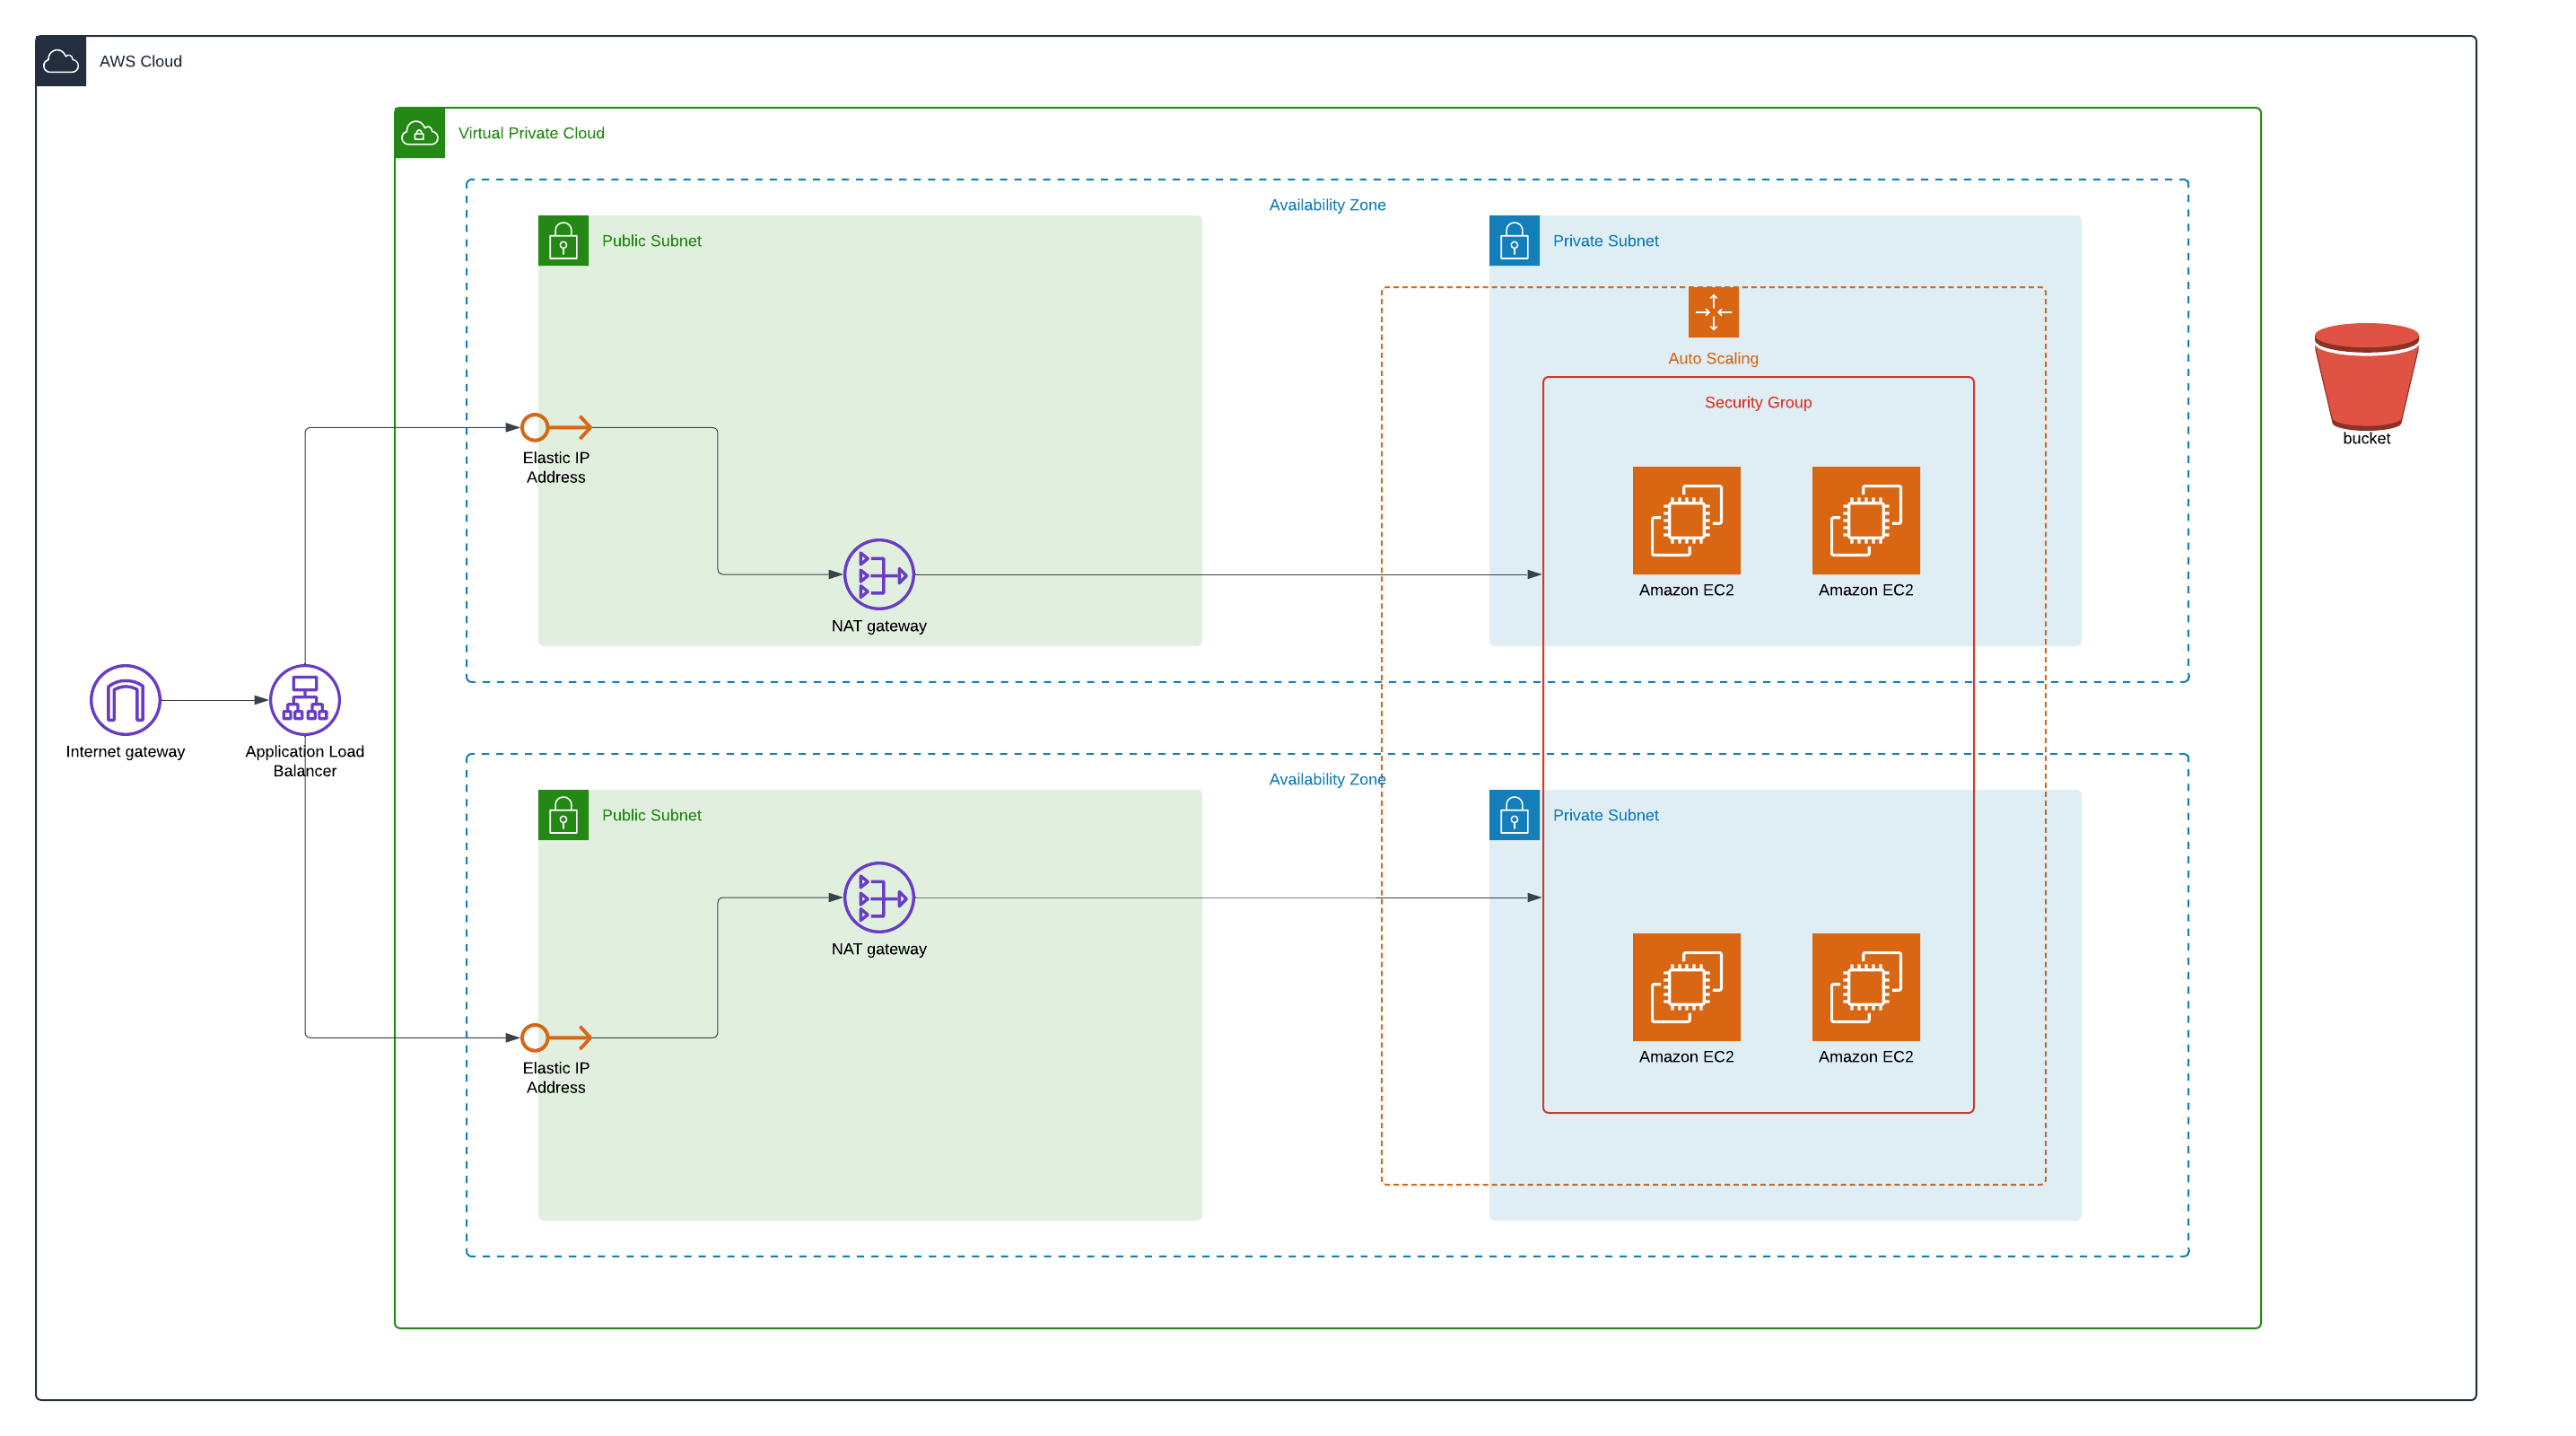 AWS Cloud
Virtual Private Cloud
Availability Zone
Public Subnet
Private Subnet
Auto Scaling
Security Group
bucket
Elastic IP
Address
Amazon EC2
Amazon EC2
NAT gateway
Internet gateway
Application Load
Balancer
Availability Zone
Public Subnet
Private Subnet
NAT gateway
Elastic IP
Address
Amazon EC2
Amazon EC2